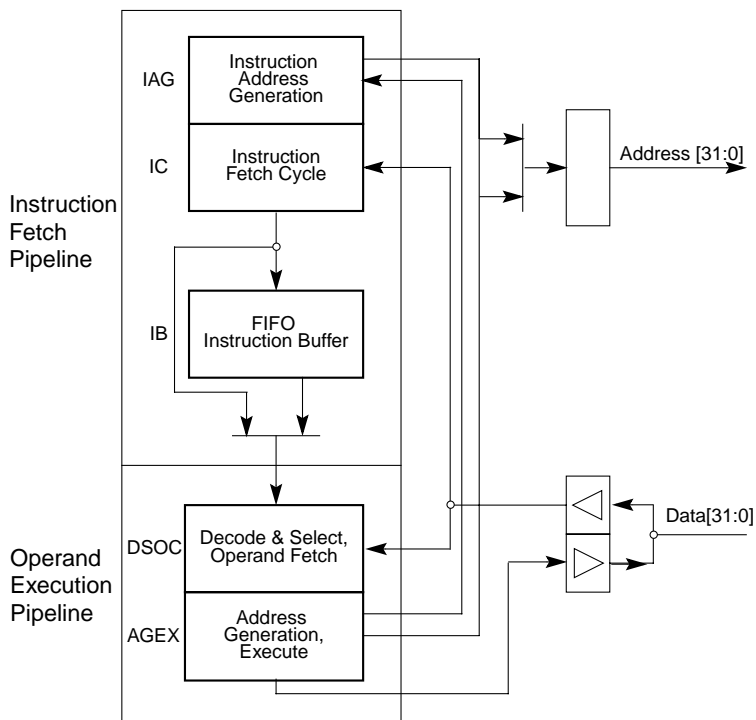 IAG
Instruction
Address
Generation
IC
Instruction
Fetch Cycle
Address [31:0]
Instruction
Fetch
Pipeline
IB
FIFO
Instruction Buffer
DSOC
Decode & Select,
Operand Fetch
Data[31:0]
Operand
Execution
Pipeline
AGEX
Address
Generation,
Execute